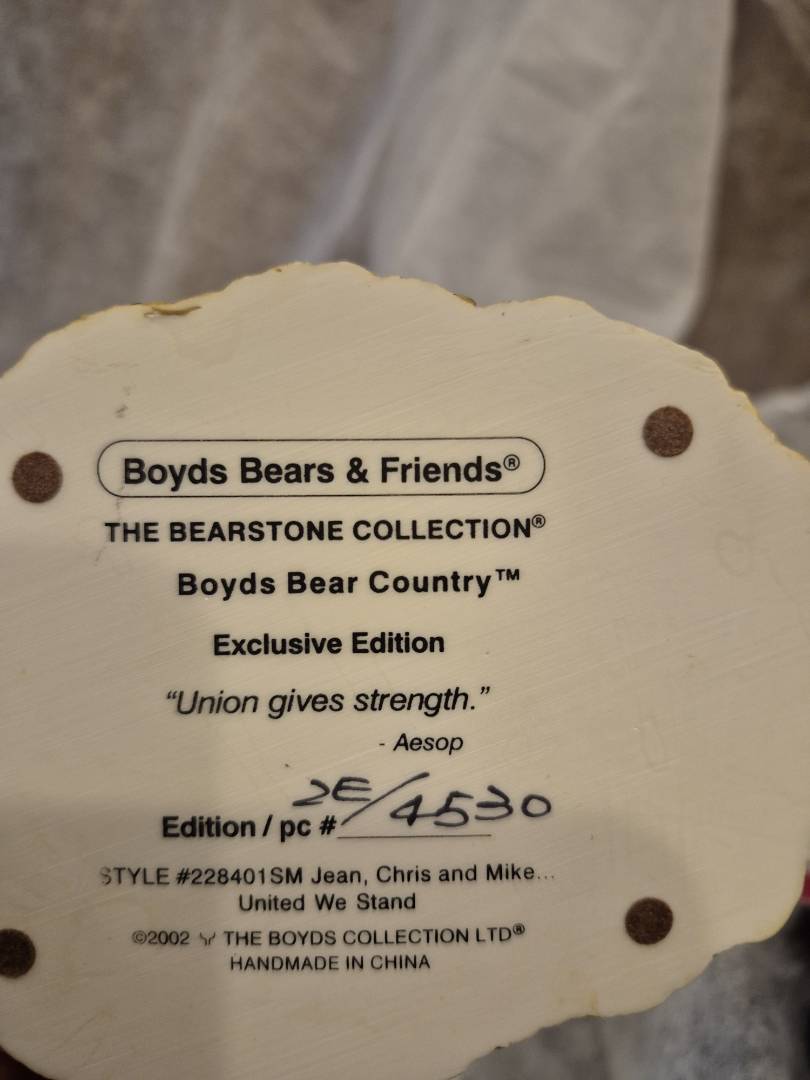 Boyds Bears & Friends®
THE BEARSTONE COLLECTION®
Boyds Bear Country™
Exclusive Edition
“Union gives strength.”
- Aesop
Edition / pc # 2E/4530
STYLE #228401SM Jean, Chris and Mike...
United We Stand
©2002 THE BOYDS COLLECTION LTD®
HANDMADE IN CHINA